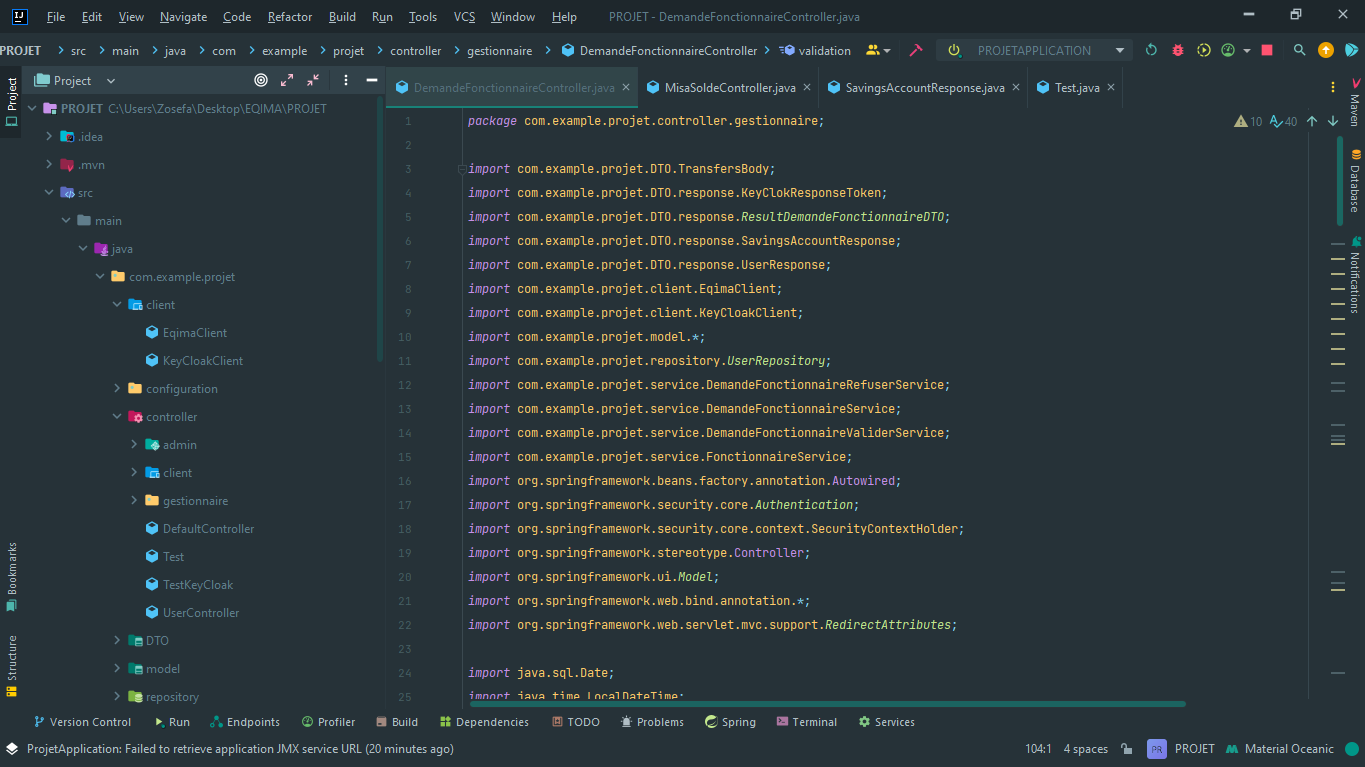 IJ File Edit View Navigate Code Refactor Build Run Tools VCS Window Help PROJET - DemandeFonctionnaireController.java
PROJET src main java com example projet controller gestionnaire DemandeFonctionnaireController validation PROJETAPPLICATION
Project
Project
DemandeFonctionnaireController.java MisaSoldeController.java SavingsAccountResponse.java Test.java
PROJET C:\Users\Zosefa\Desktop\EQIMA\PROJET
.idea
.mvn
src
main
java
com.example.projet
client
EqimaClient
KeyCloakClient
configuration
controller
admin
client
gestionnaire
DefaultController
Test
TestKeyCloak
UserController
DTO
model
repository
Bookmarks
Structure
10 40
1 package com.example.projet.controller.gestionnaire;
2
3 import com.example.projet.DTO.TransfersBody;
4 import com.example.projet.DTO.response.KeyClokResponseToken;
5 import com.example.projet.DTO.response.ResultDemandeFonctionnaireDTO;
6 import com.example.projet.DTO.response.SavingsAccountResponse;
7 import com.example.projet.DTO.response.UserResponse;
8 import com.example.projet.client.EqimaClient;
9 import com.example.projet.client.KeyCloakClient;
10 import com.example.projet.model.*;
11 import com.example.projet.repository.UserRepository;
12 import com.example.projet.service.DemandeFonctionnaireRefuserService;
13 import com.example.projet.service.DemandeFonctionnaireService;
14 import com.example.projet.service.DemandeFonctionnaireValiderService;
15 import com.example.projet.service.FonctionnaireService;
16 import org.springframework.beans.factory.annotation.Autowired;
17 import org.springframework.security.core.Authentication;
18 import org.springframework.security.core.context.SecurityContextHolder;
19 import org.springframework.stereotype.Controller;
20 import org.springframework.ui.Model;
21 import org.springframework.web.bind.annotation.*;
22 import org.springframework.web.servlet.mvc.support.RedirectAttributes;
23
24 import java.sql.Date;
25 import java.time.LocalDateTime;
Maven
Database
Notifications
Version Control Run Endpoints Profiler Build Dependencies TODO Problems Spring Terminal Services
ProjetApplication: Failed to retrieve application JMX service URL (20 minutes ago) 104:1 4 spaces PR PROJET Material Oceanic